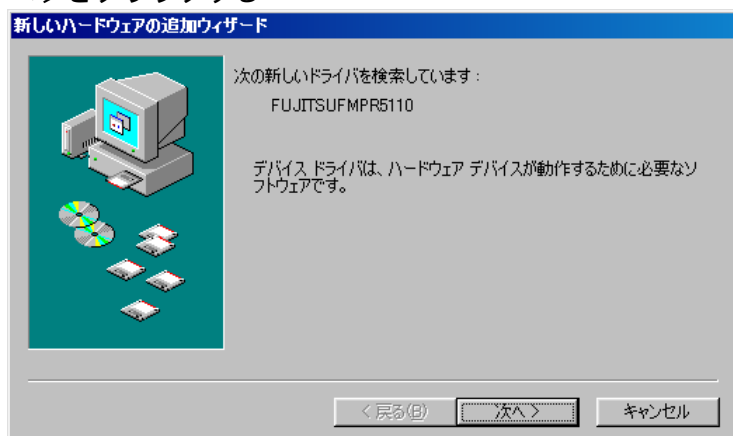 新しいハードウェアの追加ウィザード
次の新しいドライバを検索しています：
FUJITSUFMPR5110
デバイス ドライバは、ハードウェア デバイスが動作するために必要なソ
フトウェアです。
< 戻る(B)
次へ >
キャンセル